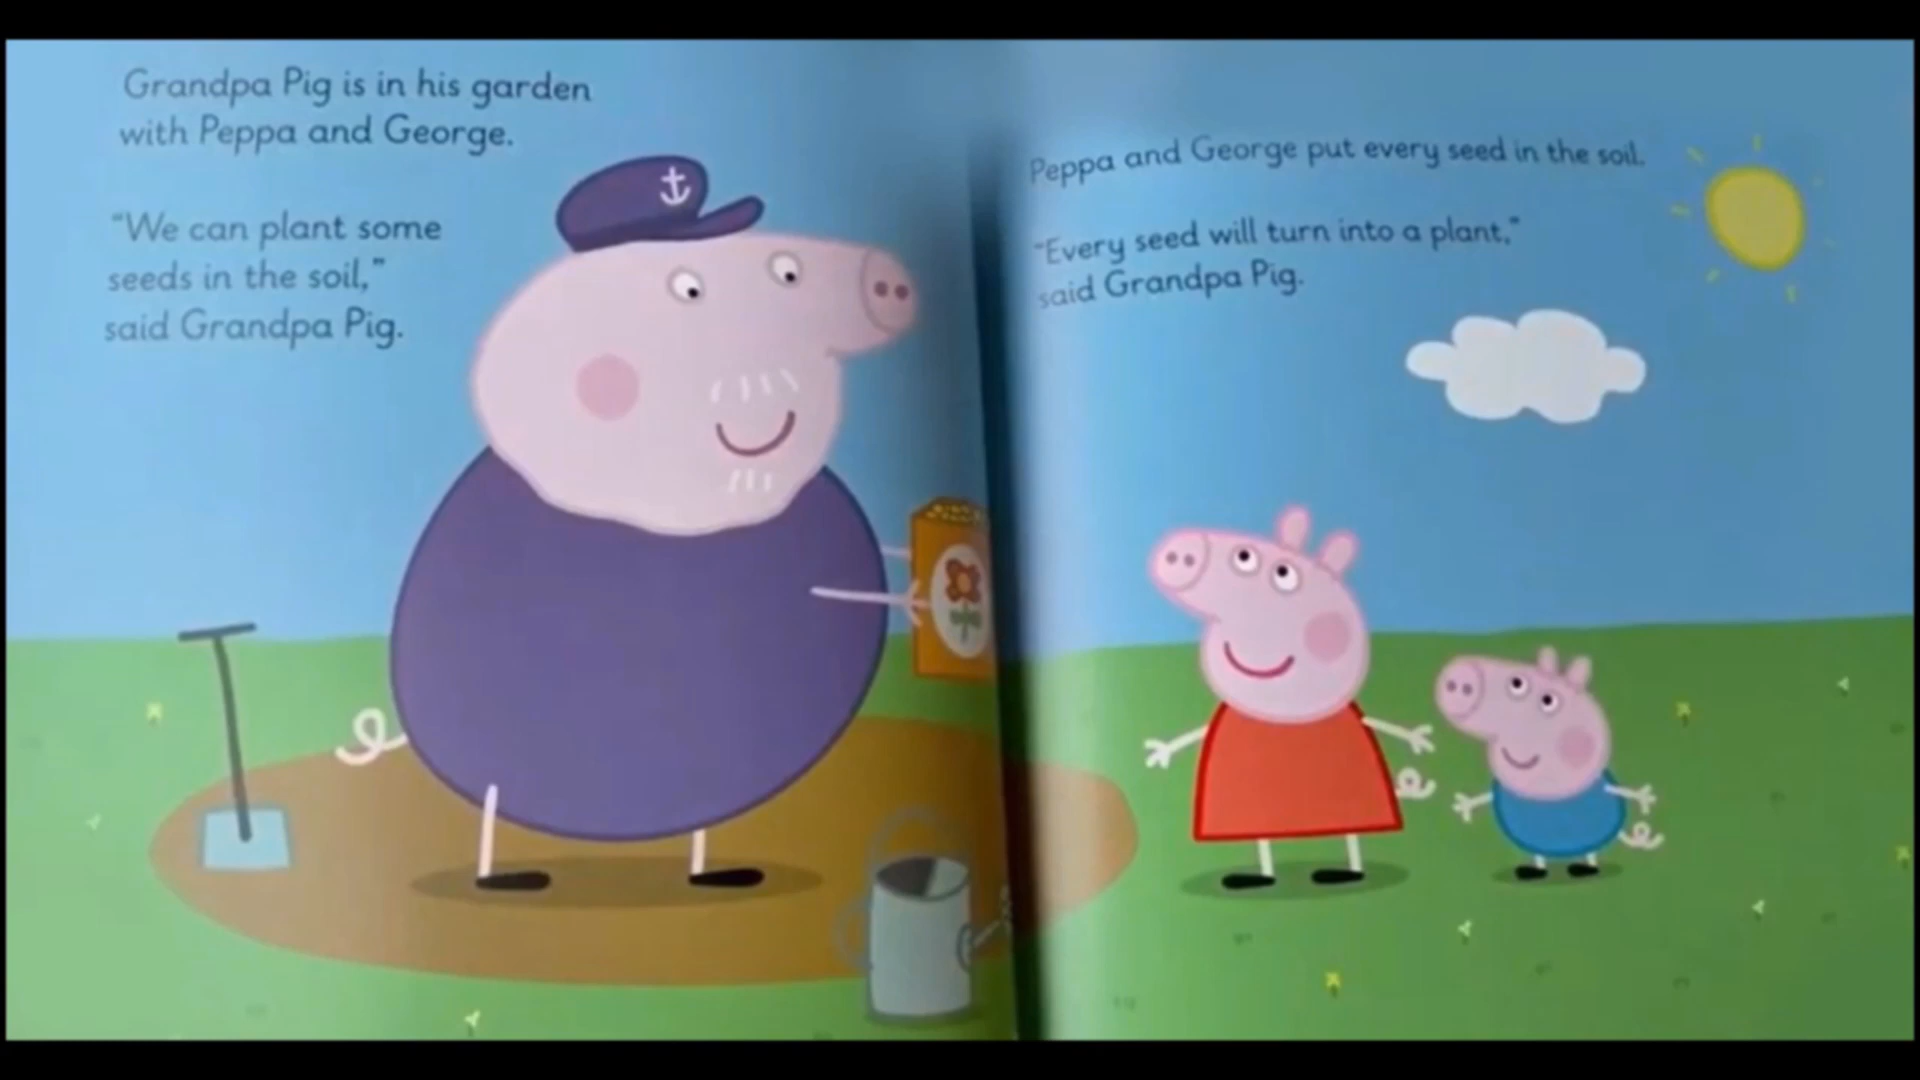 Grandpa Pig is in his garden
with Peppa and George.
“We can plant some
seeds in the soil,”
said Grandpa Pig.
Peppa and George put every seed in the soil.
“Every seed will turn into a plant,”
said Grandpa Pig.